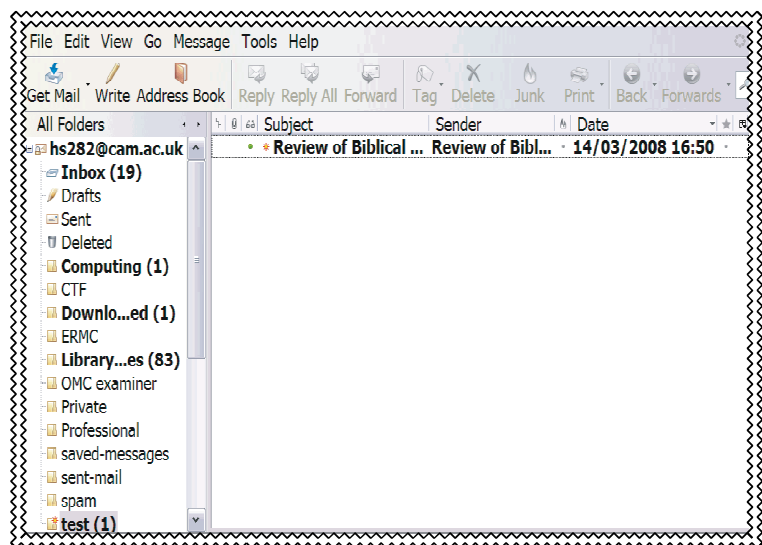 File Edit View Go Message Tools Help
Get Mail Write Address Book Reply Reply All Forward Tag Delete Junk Print Back Forwards
All Folders Subject Sender Date
hs282@cam.ac.uk Review of Biblical ... Review of Bibl... 14/03/2008 16:50
Inbox (19)
Drafts
Sent
Deleted
Computing (1)
CTF
Downlo...ed (1)
ERMC
Library...es (83)
OMC examiner
Private
Professional
saved-messages
sent-mail
spam
test (1)